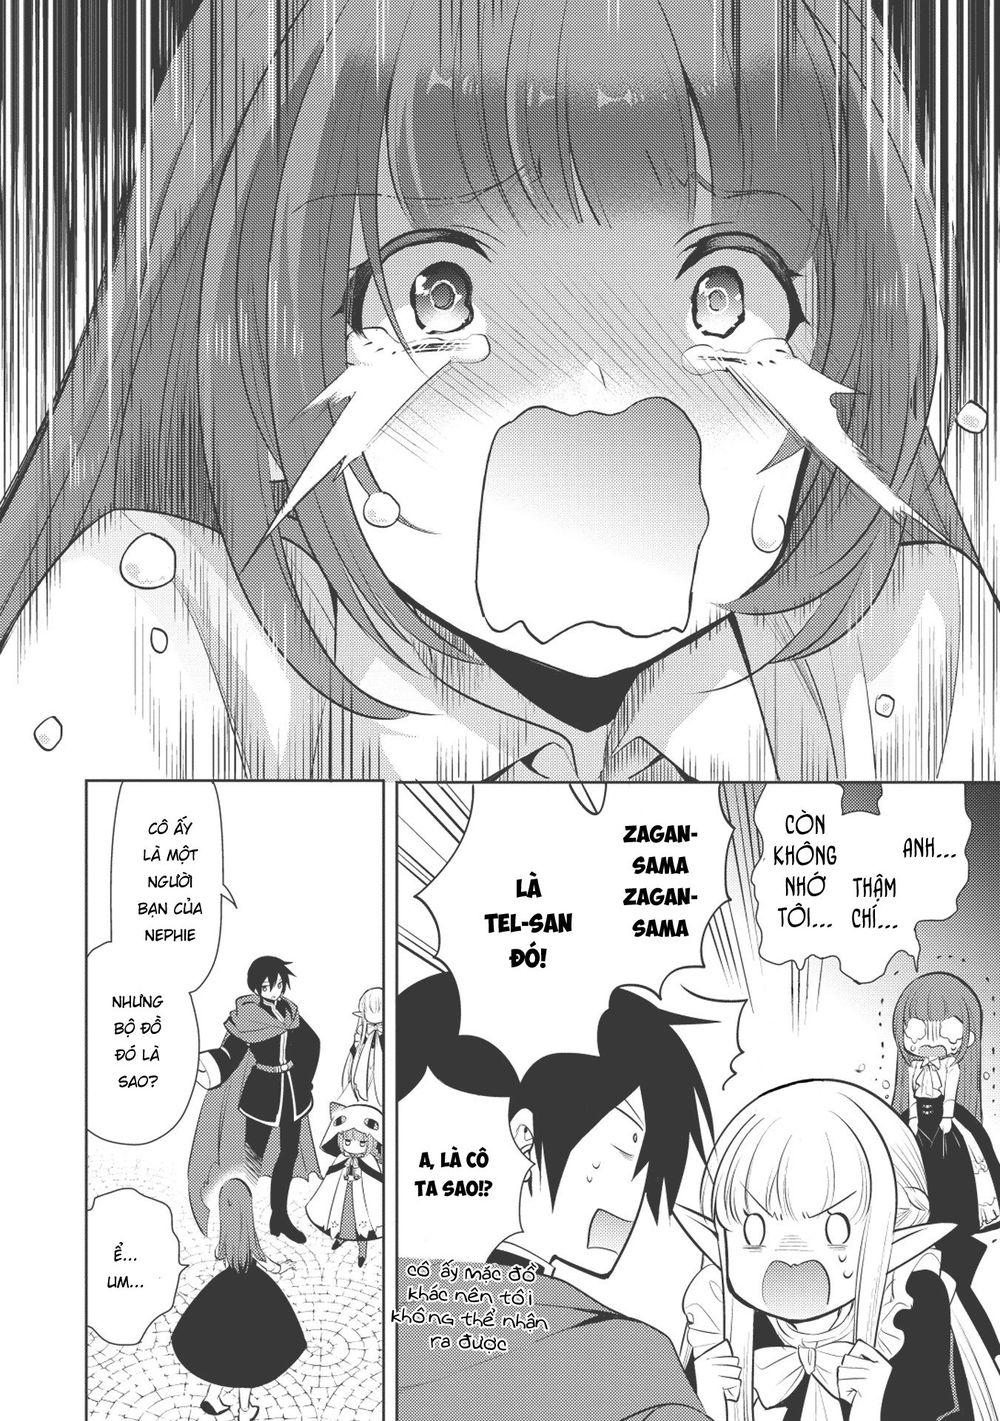 ANH...
THẬM
CHÍ...
CÒN
KHÔNG
NHỚ
TÔI...
ZAGAN-
SAMA
ZAGAN-
SAMA
LÀ
TEL-SAN
ĐÓ!
A, LÀ CÔ
TA SAO!?
cô ấy mặc đồ
khác nên tôi
không thể nhận
ra được
CÔ ẤY
LÀ MỘT
NGƯỜI
BẠN CỦA
NEPHIE
NHƯNG
BỘ ĐỒ
ĐÓ LÀ
SAO?
Ể...
UM...